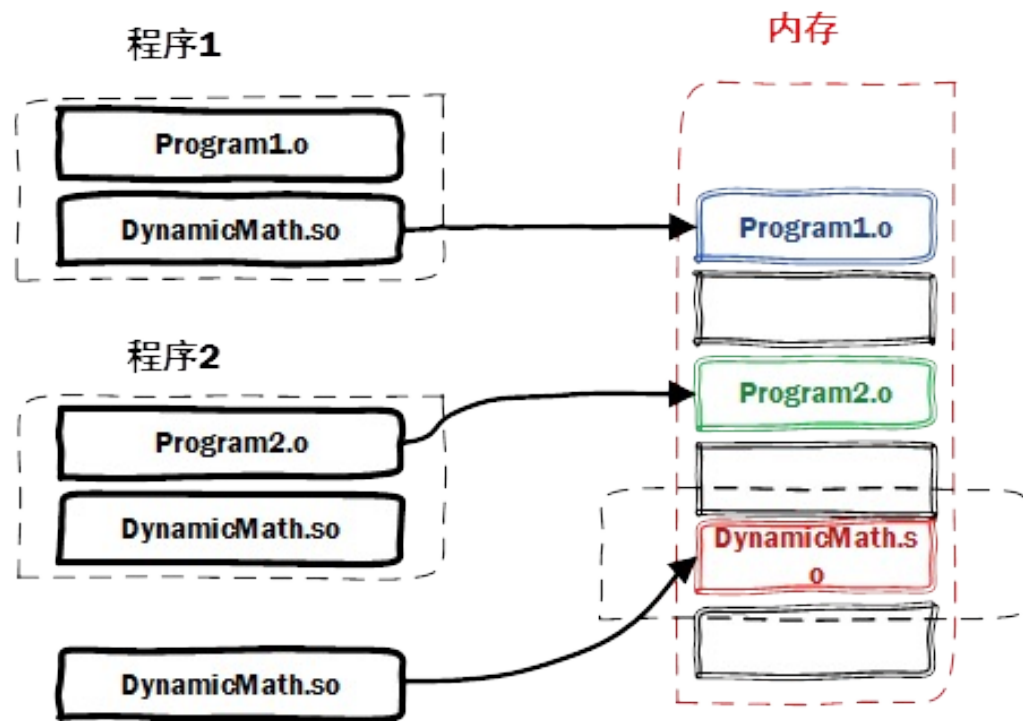 程序1
Program1.o
DynamicMath.so
程序2
Program2.o
DynamicMath.so
DynamicMath.so
内存
Program1.o
Program2.o
DynamicMath.s
o